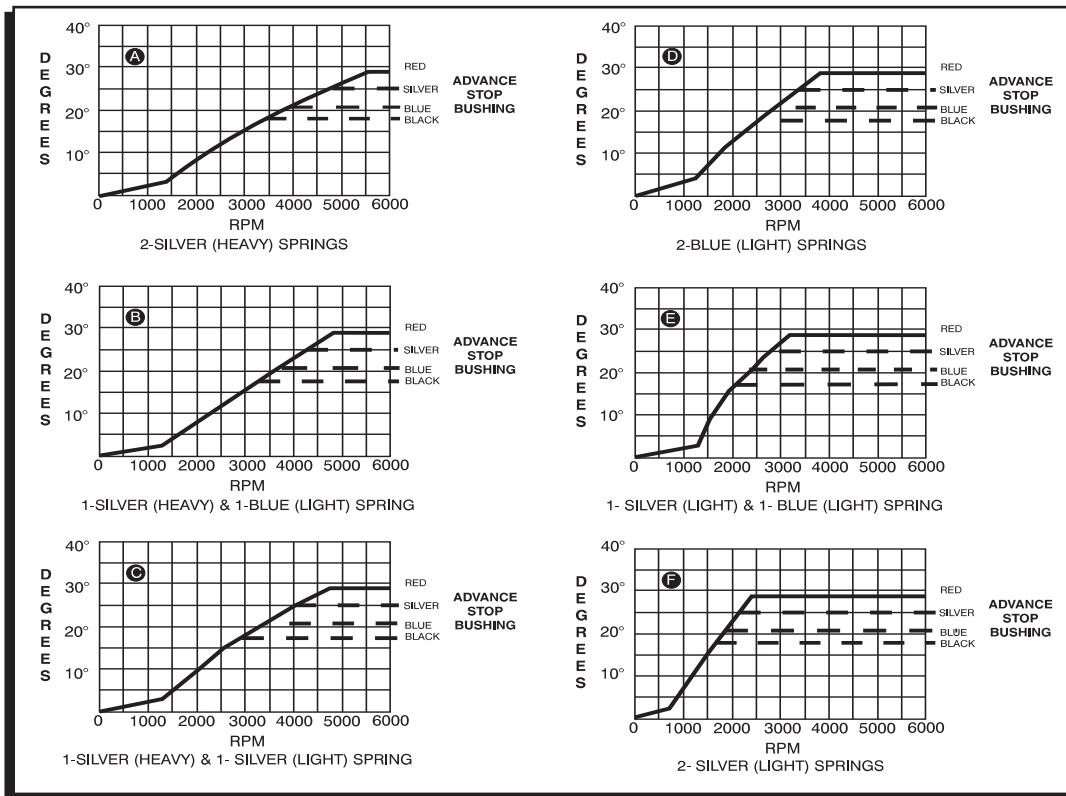 A
DEGREES
40°
30°
20°
10°
0 1000 2000 3000 4000 5000 6000
RPM
RED
SILVER
BLUE
BLACK
ADVANCE
STOP
BUSHING
2-SILVER (HEAVY) SPRINGS
D
DEGREES
40°
30°
20°
10°
0 1000 2000 3000 4000 5000 6000
RPM
RED
SILVER
BLUE
BLACK
ADVANCE
STOP
BUSHING
2-BLUE (LIGHT) SPRINGS
B
DEGREES
40°
30°
20°
10°
0 1000 2000 3000 4000 5000 6000
RPM
RED
SILVER
BLUE
BLACK
ADVANCE
STOP
BUSHING
1-SILVER (HEAVY) & 1-BLUE (LIGHT) SPRING
E
DEGREES
40°
30°
20°
10°
0 1000 2000 3000 4000 5000 6000
RPM
RED
SILVER
BLUE
BLACK
ADVANCE
STOP
BUSHING
1- SILVER (LIGHT) & 1- BLUE (LIGHT) SPRING
C
DEGREES
40°
30°
20°
10°
0 1000 2000 3000 4000 5000 6000
RPM
RED
SILVER
BLUE
BLACK
ADVANCE
STOP
BUSHING
1-SILVER (HEAVY) & 1- SILVER (LIGHT) SPRING
F
DEGREES
40°
30°
20°
10°
0 1000 2000 3000 4000 5000 6000
RPM
RED
SILVER
BLUE
BLACK
ADVANCE
STOP
BUSHING
2- SILVER (LIGHT) SPRINGS